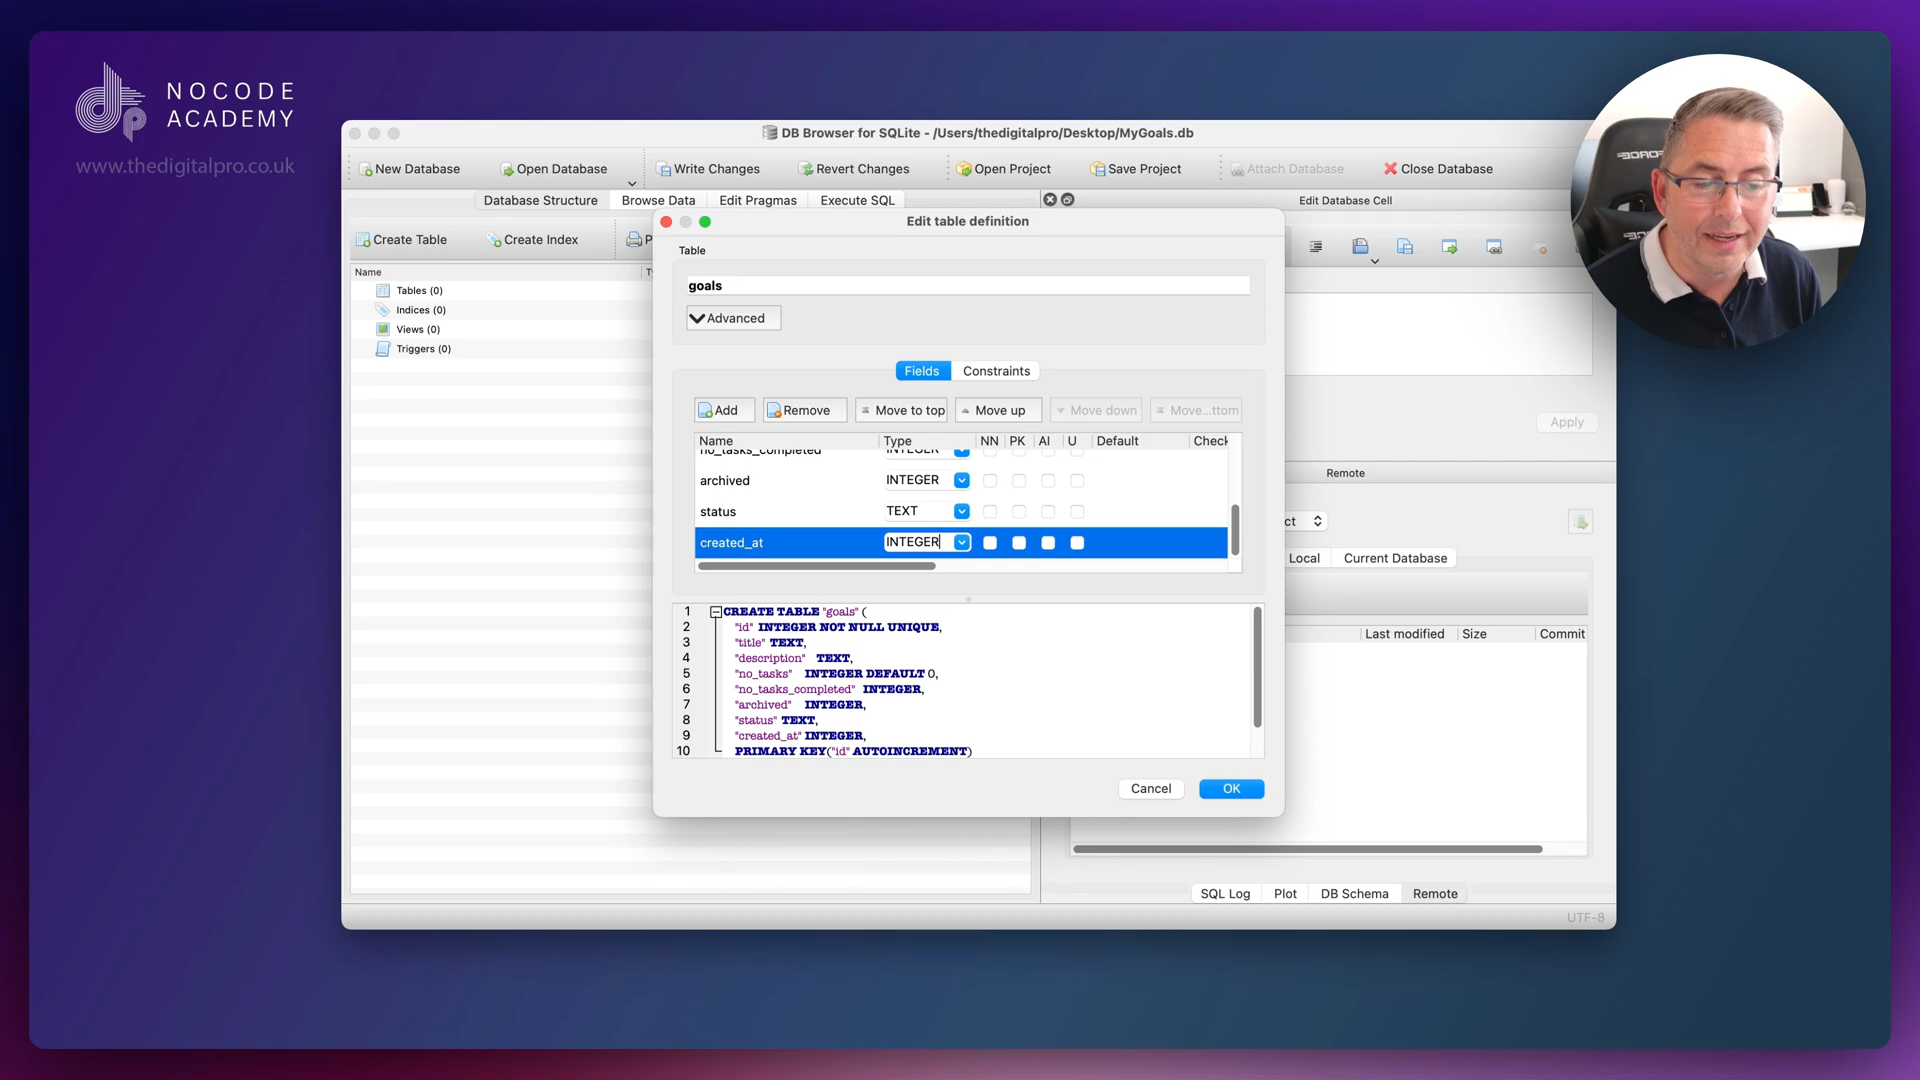 NOCODE
ACADEMY
www.thedigitalpro.co.uk
DB Browser for SQLite - /Users/thedigitalpro/Desktop/MyGoals.db
New Database
Open Database
Write Changes
Revert Changes
Open Project
Save Project
Attach Database
Close Database
Database Structure
Browse Data
Edit Pragmas
Execute SQL
Edit Database Cell
Create Table
Create Index
P
Name
Ty
Tables (0)
Indices (0)
Views (0)
Triggers (0)
Edit table definition
Table
goals
Advanced
Fields
Constraints
Add
Remove
Move to top
Move up
Move down
Move...ttom
Name Type NN PK AI U Default Check
no_tasks_completed INTEGER
archived INTEGER
status TEXT
created_at INTEGER
1 CREATE TABLE "goals" (
2 "id" INTEGER NOT NULL UNIQUE,
3 "title" TEXT,
4 "description" TEXT,
5 "no_tasks" INTEGER DEFAULT 0,
6 "no_tasks_completed" INTEGER,
7 "archived" INTEGER,
8 "status" TEXT,
9 "created_at" INTEGER,
10 PRIMARY KEY("id" AUTOINCREMENT)
Cancel
OK
Apply
Remote
ct
Local
Current Database
Last modified Size Commit
SQL Log
Plot
DB Schema
Remote
UTF-8